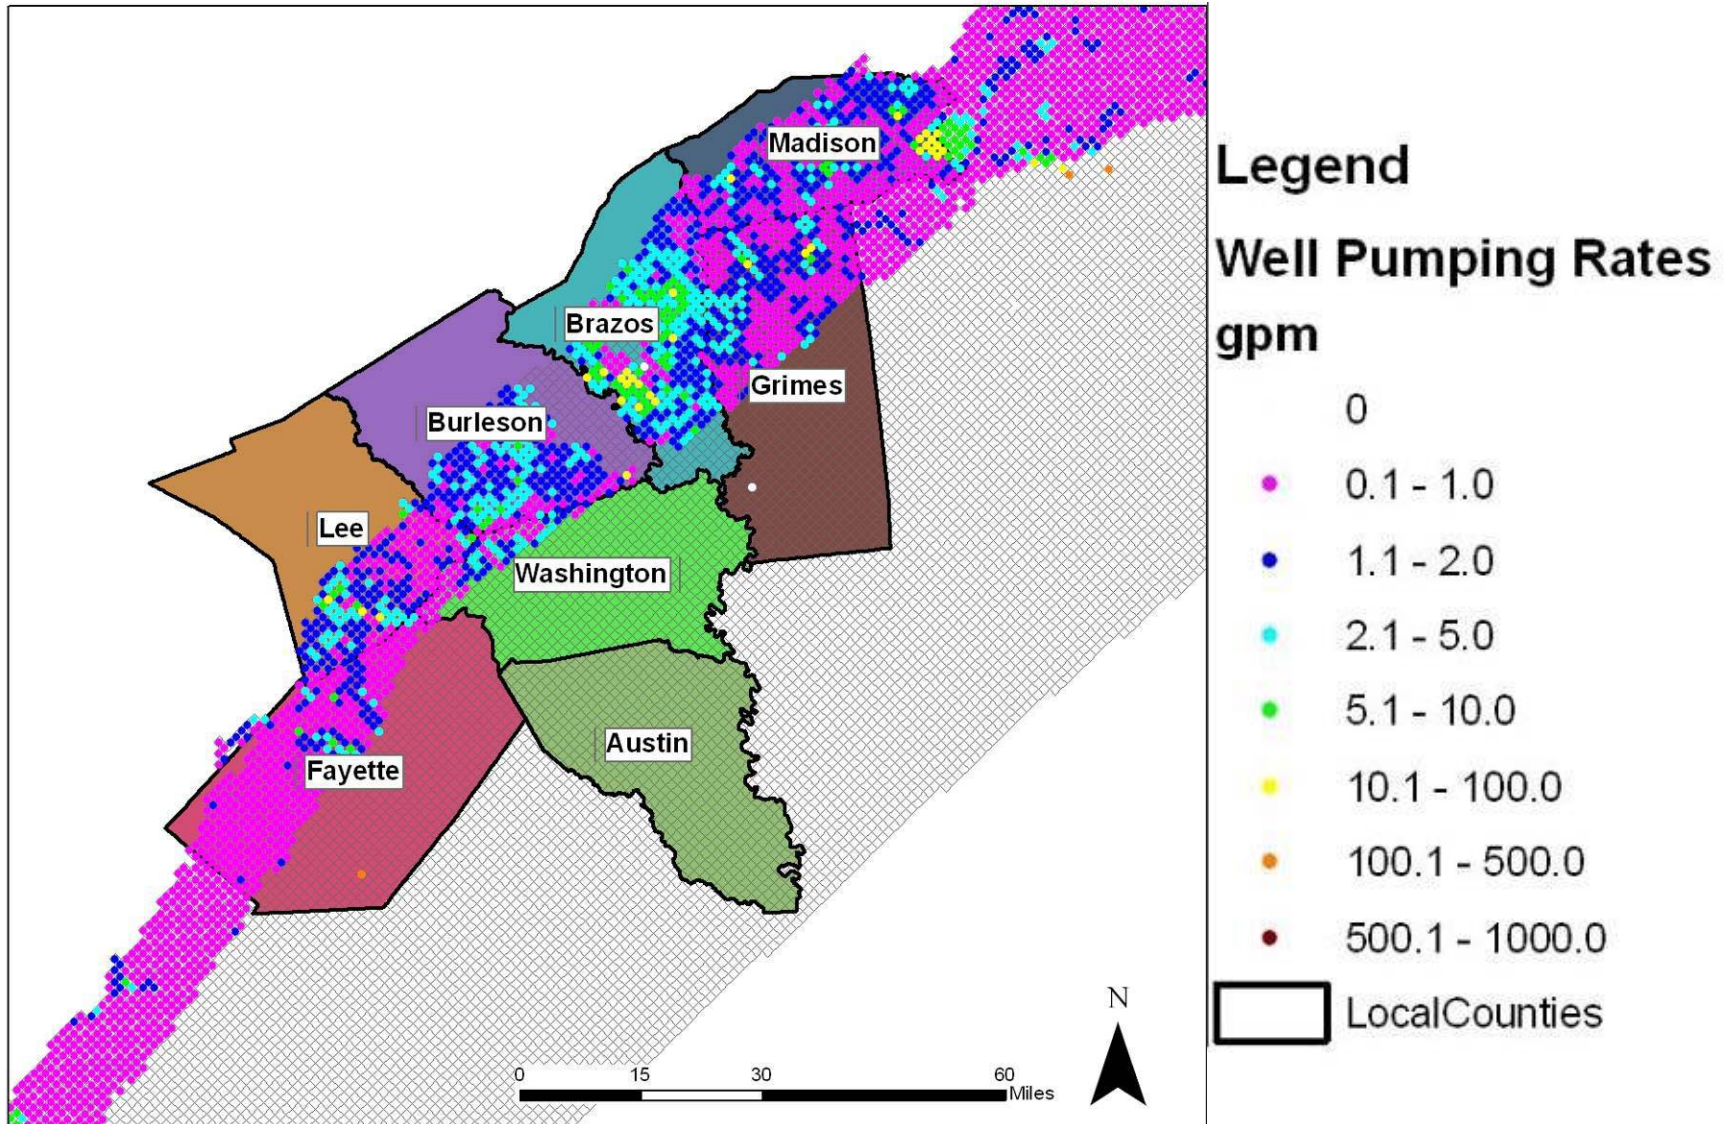 Madison
Brazos
Grimes
Burleson
Lee
Washington
Austin
Fayette
N
0 15 30 60
Miles
Legend
Well Pumping Rates
gpm
0
0.1 - 1.0
1.1 - 2.0
2.1 - 5.0
5.1 - 10.0
10.1 - 100.0
100.1 - 500.0
500.1 - 1000.0
LocalCounties